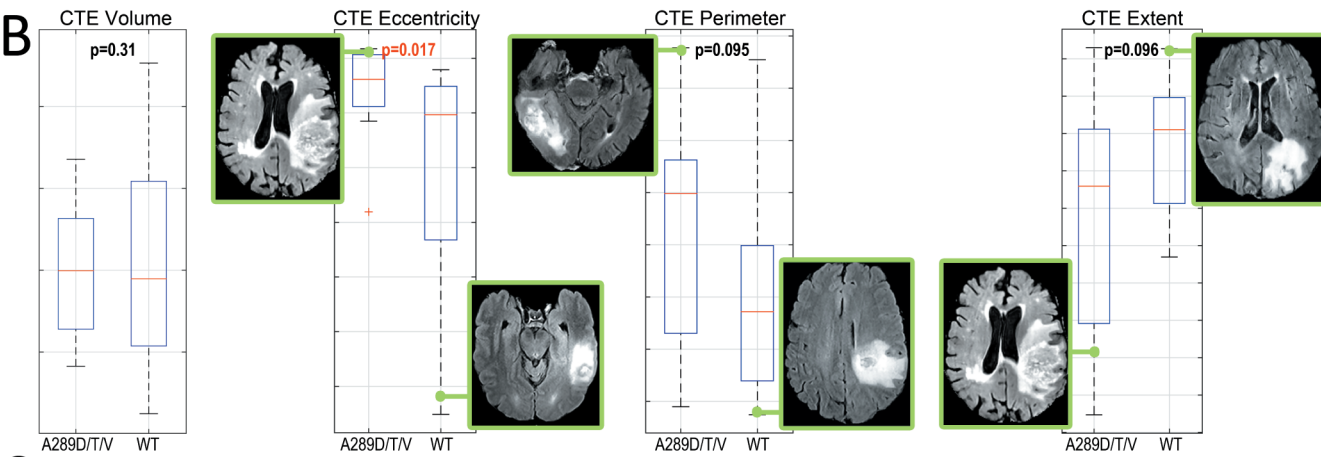 B
CTE Volume
CTE Eccentricity
CTE Perimeter
CTE Extent
p=0.31
p=0.017
p=0.095
p=0.096
A289D/T/V WT
A289D/T/V WT
A289D/T/V WT
A289D/T/V WT